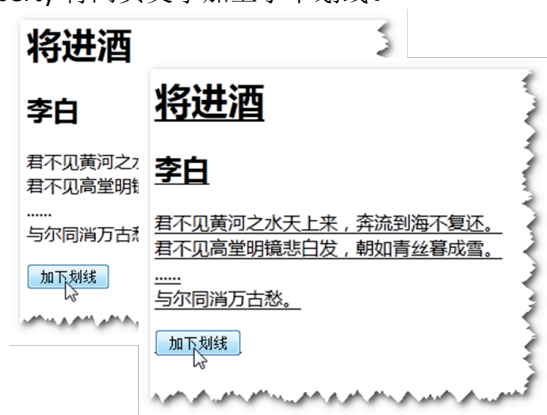 将进酒
李白
君不见黄河之
君不见高堂明
......
与尔同消万古
加下划线
将进酒
李白
君不见黄河之水天上来，奔流到海不复还。
君不见高堂明镜悲白发，朝如青丝暮成雪。
......
与尔同消万古愁。
加下划线